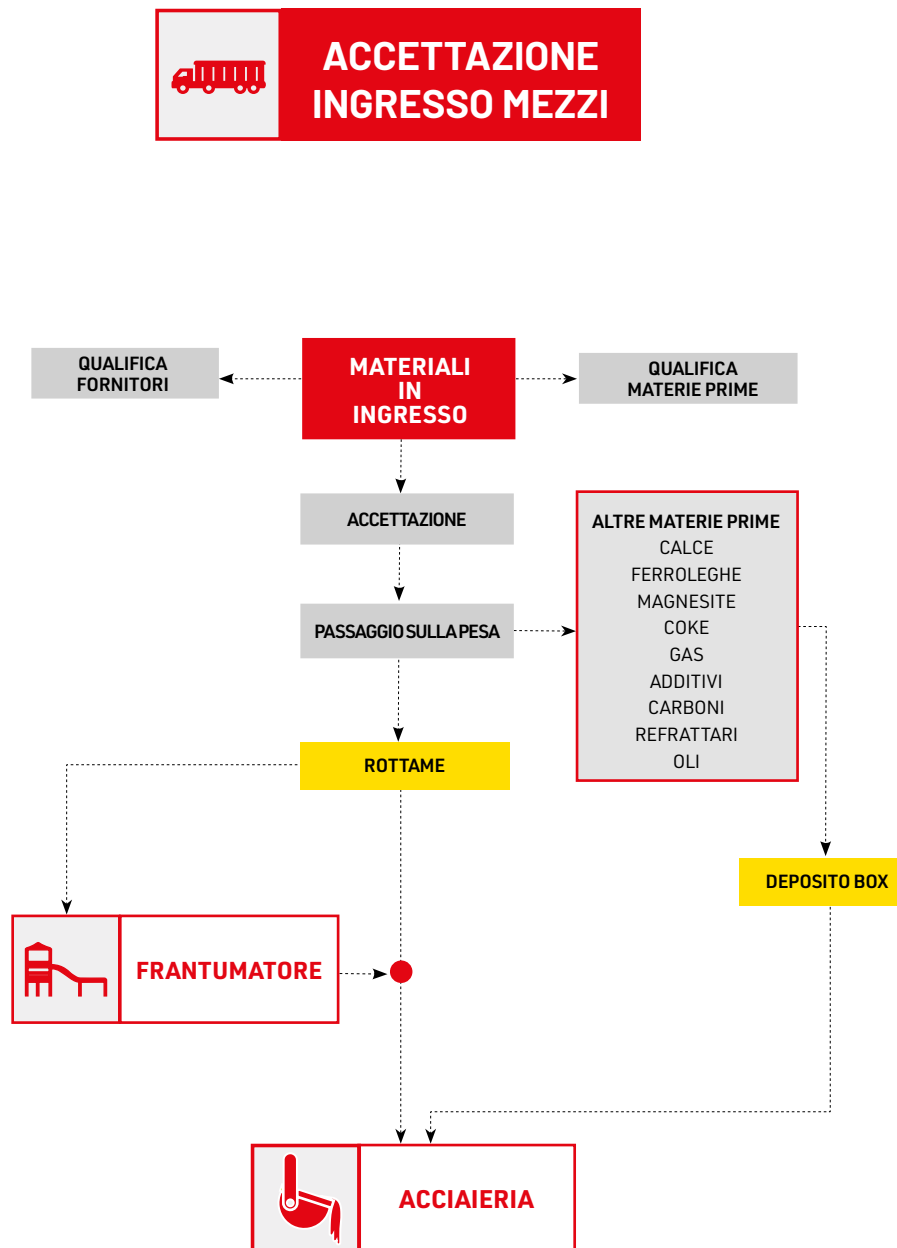 ACCETTAZIONE
INGRESSO MEZZI
QUALIFICA
FORNITORI
MATERIALI
IN
INGRESSO
QUALIFICA
MATERIE PRIME
ACCETTAZIONE
ALTRE MATERIE PRIME
CALCE
FERROLEGHE
MAGNESITE
COKE
GAS
ADDITIVI
CARBONI
REFRATTARI
OLI
PASSAGGIO SULLA PESA
ROTTAME
DEPOSITO BOX
FRANTUMATORE
ACCIAIERIA